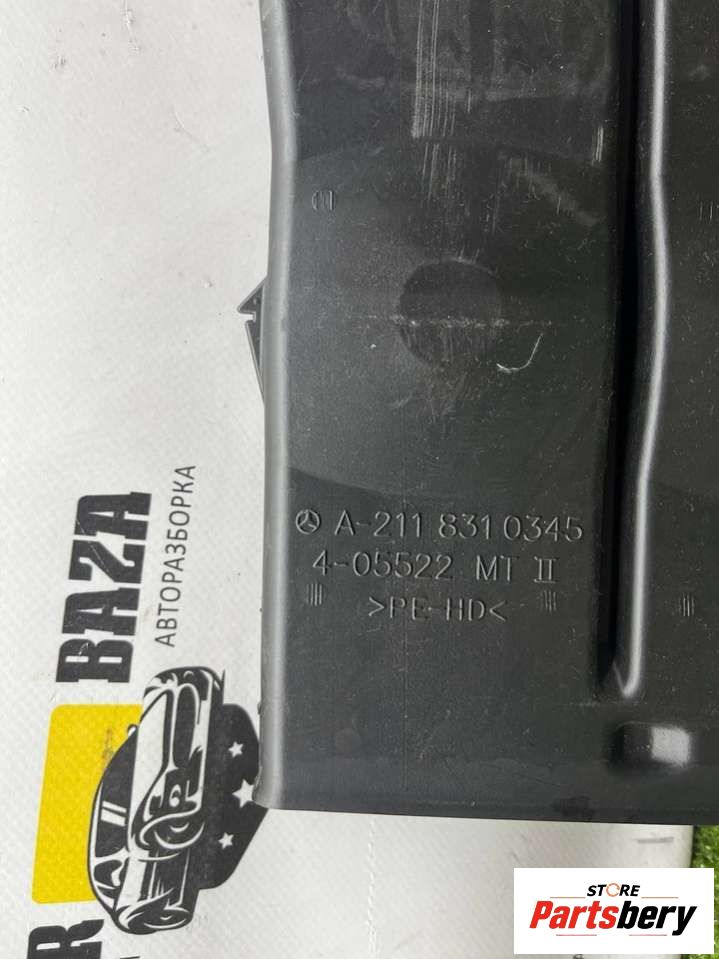 A-211 831 0345
4-05522 MT II
>PE-HD<
BAZA
АВТОРАЗБОРКА
STORE
Partsbery